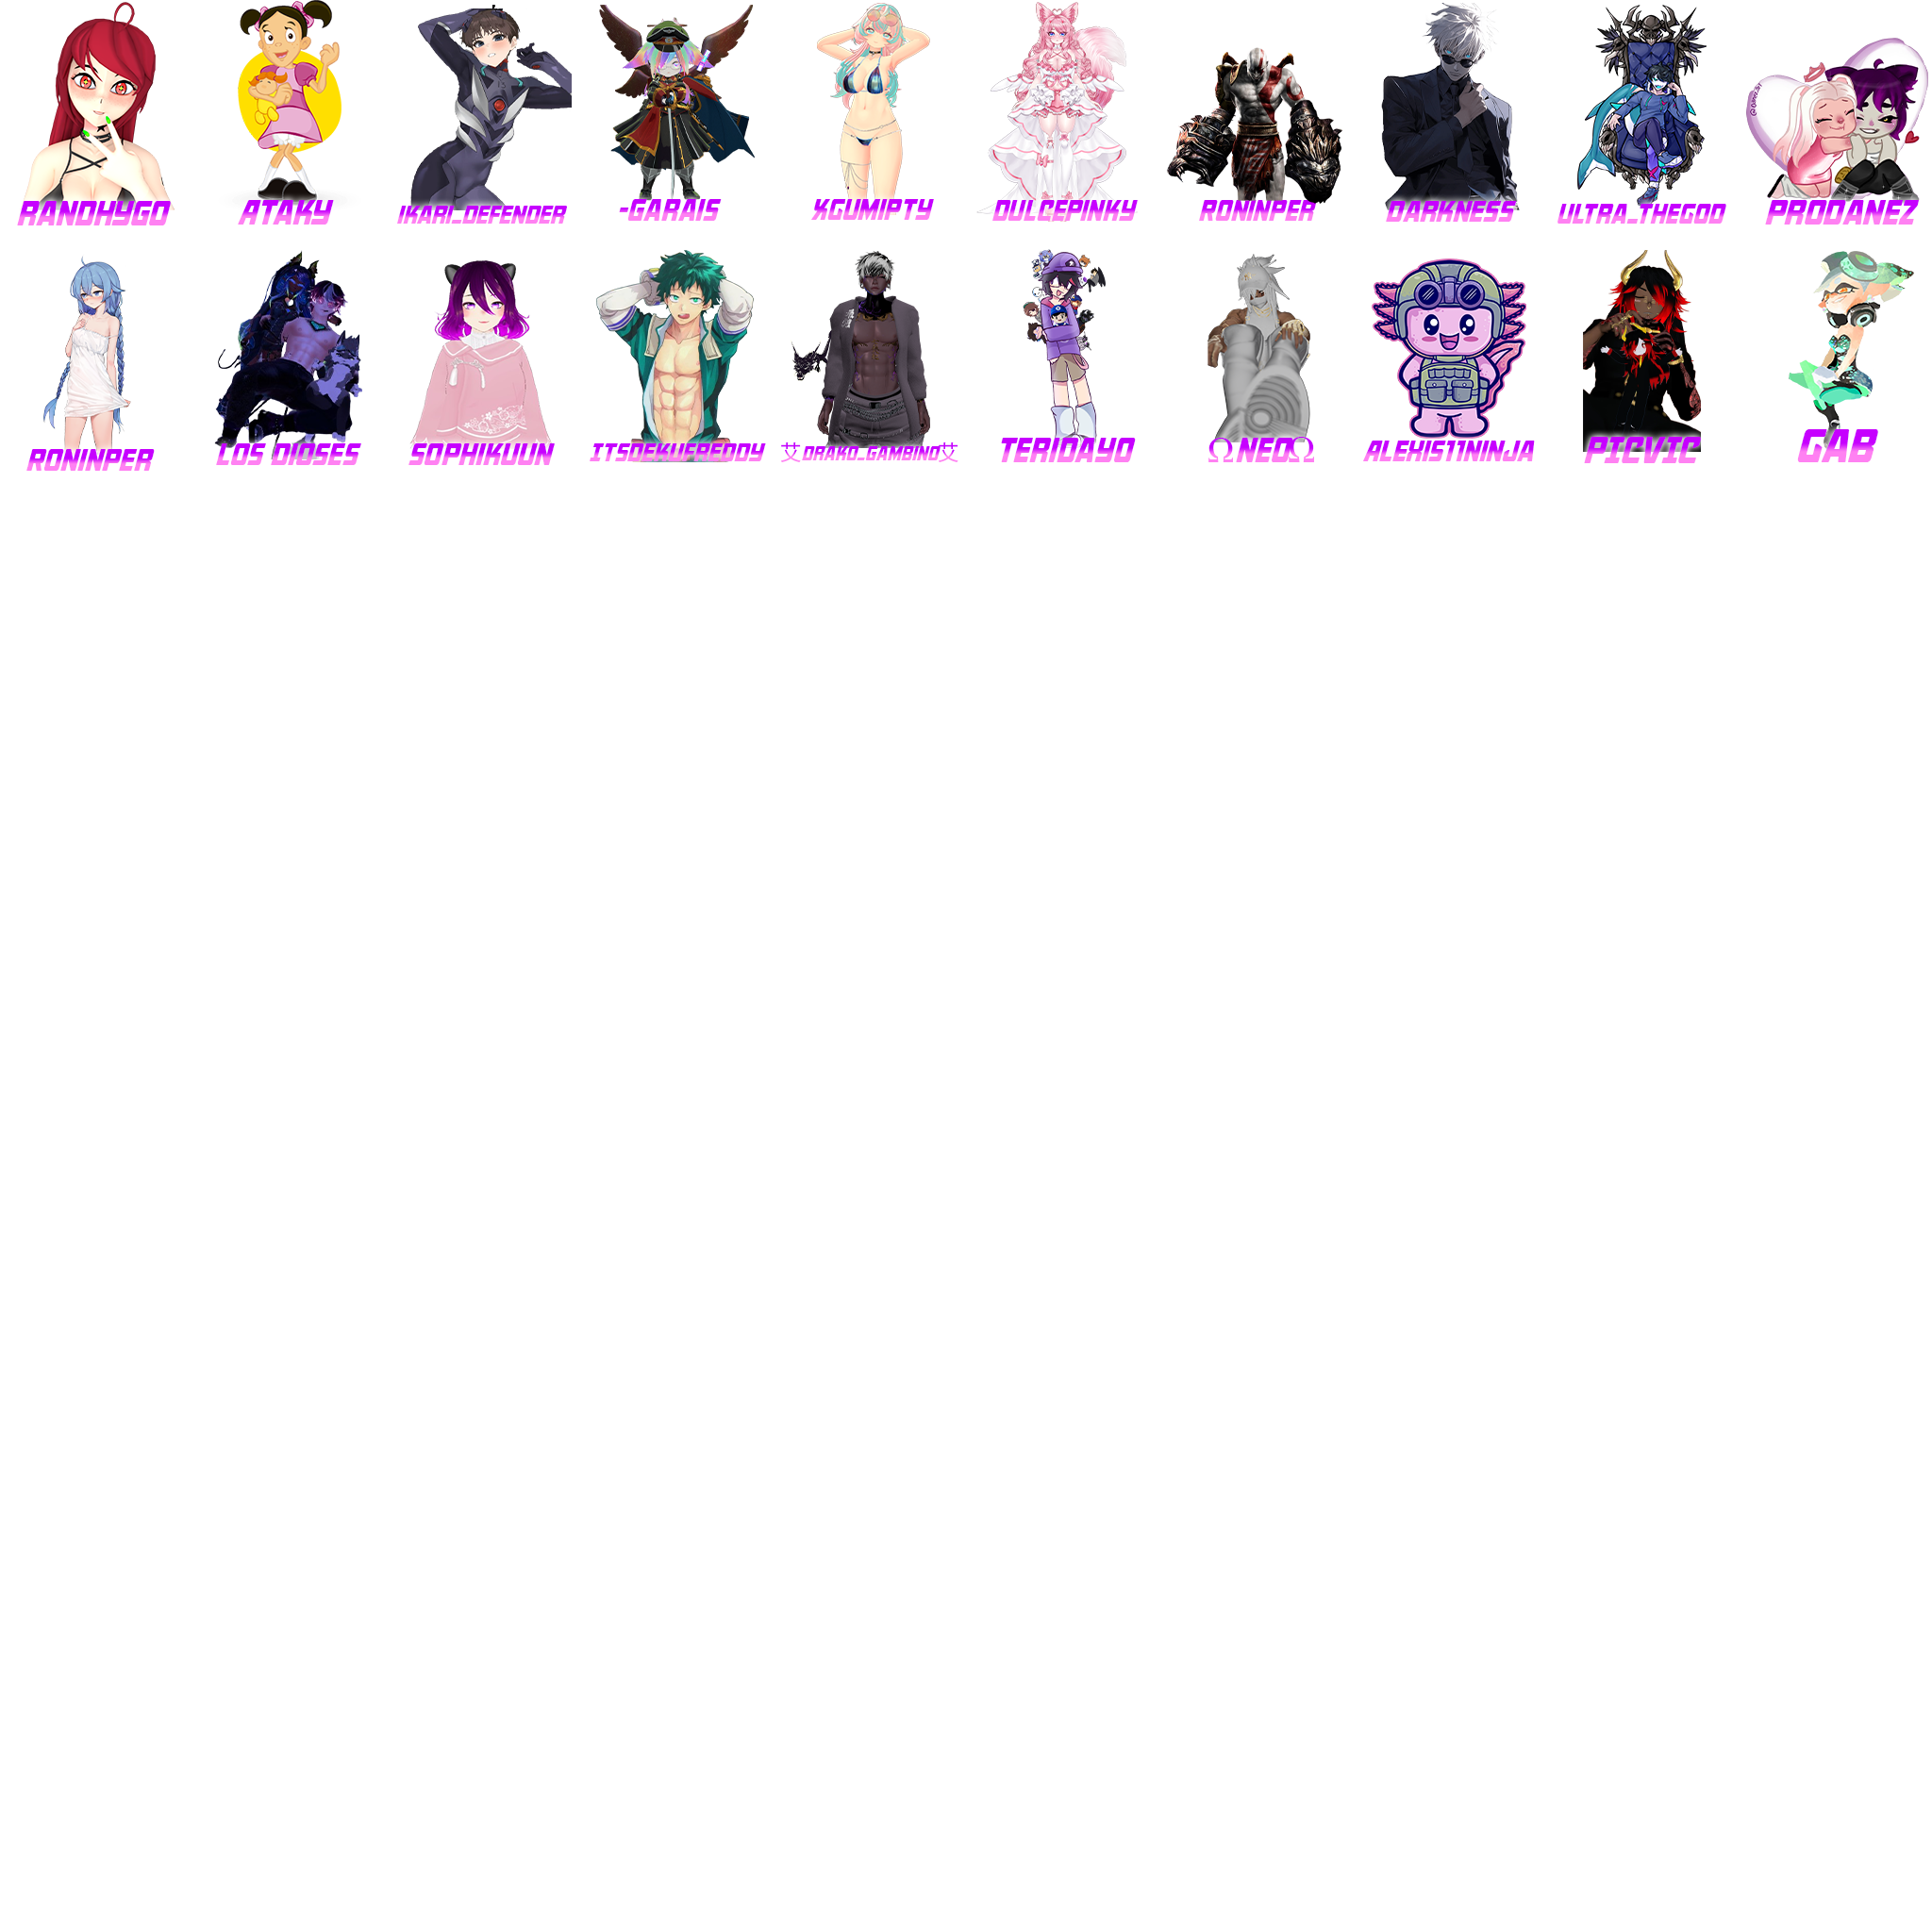 RANDHYGO
ATAKY
IKARI_DEFENDER
-GARAIS
XGUMIPTY
DULCEPINKY
RONINPER
DARKNESS
ULTRA_THEGOD
PRODANEZ
RONINPER
LOS DIOSES
SOPHIKUUN
ITSDEKUFREDDY
艾DRAKO_GAMBINO艾
TERIDAYO
Ω NEOΩ
ALEXIS11NINJA
PICVIC
GAB